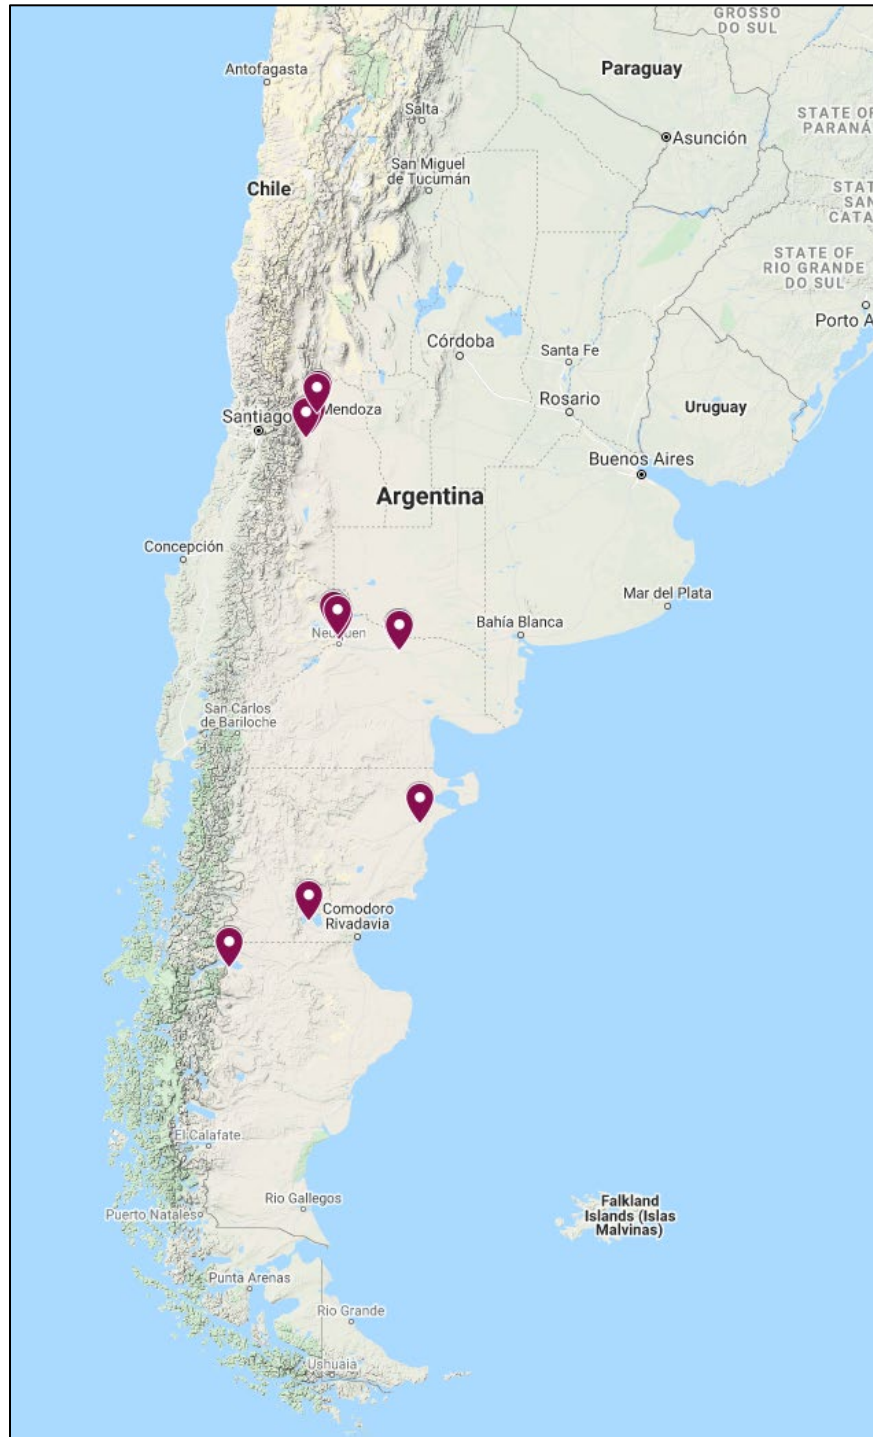 GROSSO
DO SUL
Antofagasta
Paraguay
Salta
STATE OF
PARANÁ
Asunción
San Miguel
de Tucumán
Chile
STAT
SAN
CATA
STATE OF
RIO GRANDE
DO SUL
Porto A
Córdoba
Santa Fe
Rosario
Uruguay
Santiago
Mendoza
Buenos Aires
Argentina
Concepción
Mar del Plata
Bahía Blanca
San Carlos
de Bariloche
Comodoro
Rivadavia
El Calafate
Rio Gallegos
Puerto Natales
Falkland
Islands (Islas
Malvinas)
Punta Arenas
Rio Grande
Ushuaia